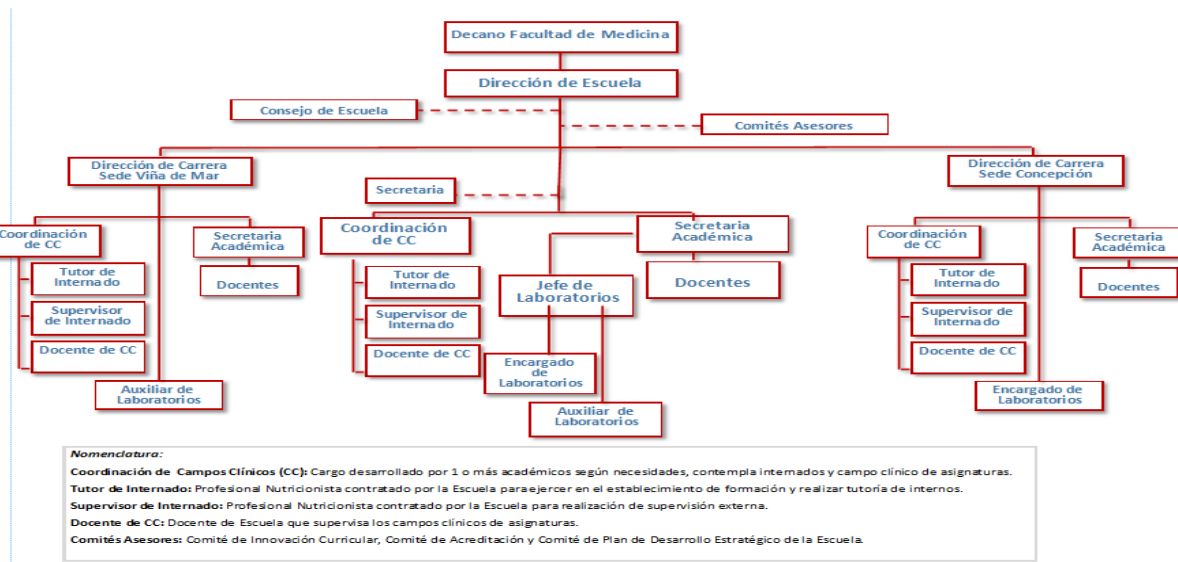 Decano Facultad de Medicina
Dirección de Escuela
Consejo de Escuela
Comités Asesores
Dirección de Carrera
Sede Viña de Mar
Dirección de Carrera
Sede Concepción
Secretaria
Coordinación
de CC
Secretaria
Académica
Tutor de
Internado
Docentes
Supervisor
de Internado
Docente de CC
Auxiliar de
Laboratorios
Coordinación
de CC
Secretaria
Académica
Tutor de
Internado
Jefe de
Laboratorios
Docentes
Supervisor de
Internado
Docente de CC
Encargado
de
Laboratorios
Auxiliar de
Laboratorios
Coordinación
de CC
Secretaria
Académica
Tutor de
Internado
Docentes
Supervisor de
Internado
Docente de CC
Encargado de
Laboratorios
Nomenclatura:
Coordinación de Campos Clínicos (CC): Cargo desarrollado por 1 o más académicos según necesidades, contempla internados y campo clínico de asignaturas.
Tutor de Internado: Profesional Nutricionista contratado por la Escuela para ejercer en el establecimiento de formación y realizar tutoría de internos.
Supervisor de Internado: Profesional Nutricionista contratado por la Escuela para realización de supervisión externa.
Docente de CC: Docente de Escuela que supervisa los campos clínicos de asignaturas.
Comités Asesores: Comité de Innovación Curricular, Comité de Acreditación y Comité de Plan de Desarrollo Estratégico de la Escuela.